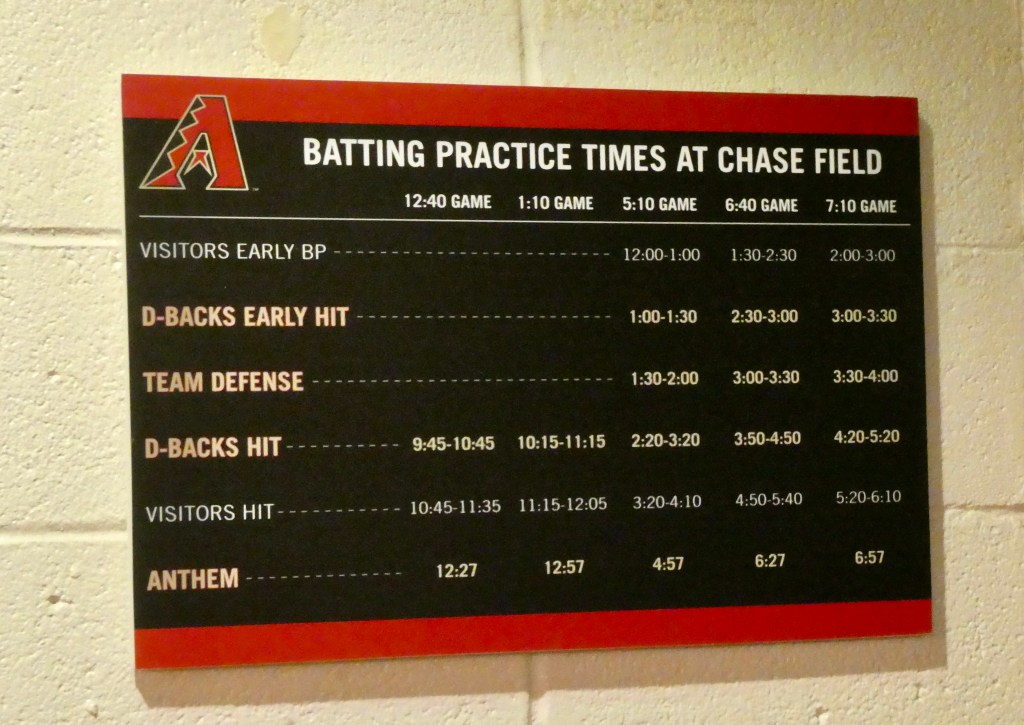 BATTING PRACTICE TIMES AT CHASE FIELD
12:40 GAME 1:10 GAME 5:10 GAME 6:40 GAME 7:10 GAME
VISITORS EARLY BP 12:00-1:00 1:30-2:30 2:00-3:00
D-BACKS EARLY HIT 1:00-1:30 2:30-3:00 3:00-3:30
TEAM DEFENSE 1:30-2:00 3:00-3:30 3:30-4:00
D-BACKS HIT 9:45-10:45 10:15-11:15 2:20-3:20 3:50-4:50 4:20-5:20
VISITORS HIT 10:45-11:35 11:15-12:05 3:20-4:10 4:50-5:40 5:20-6:10
ANTHEM 12:27 12:57 4:57 6:27 6:57